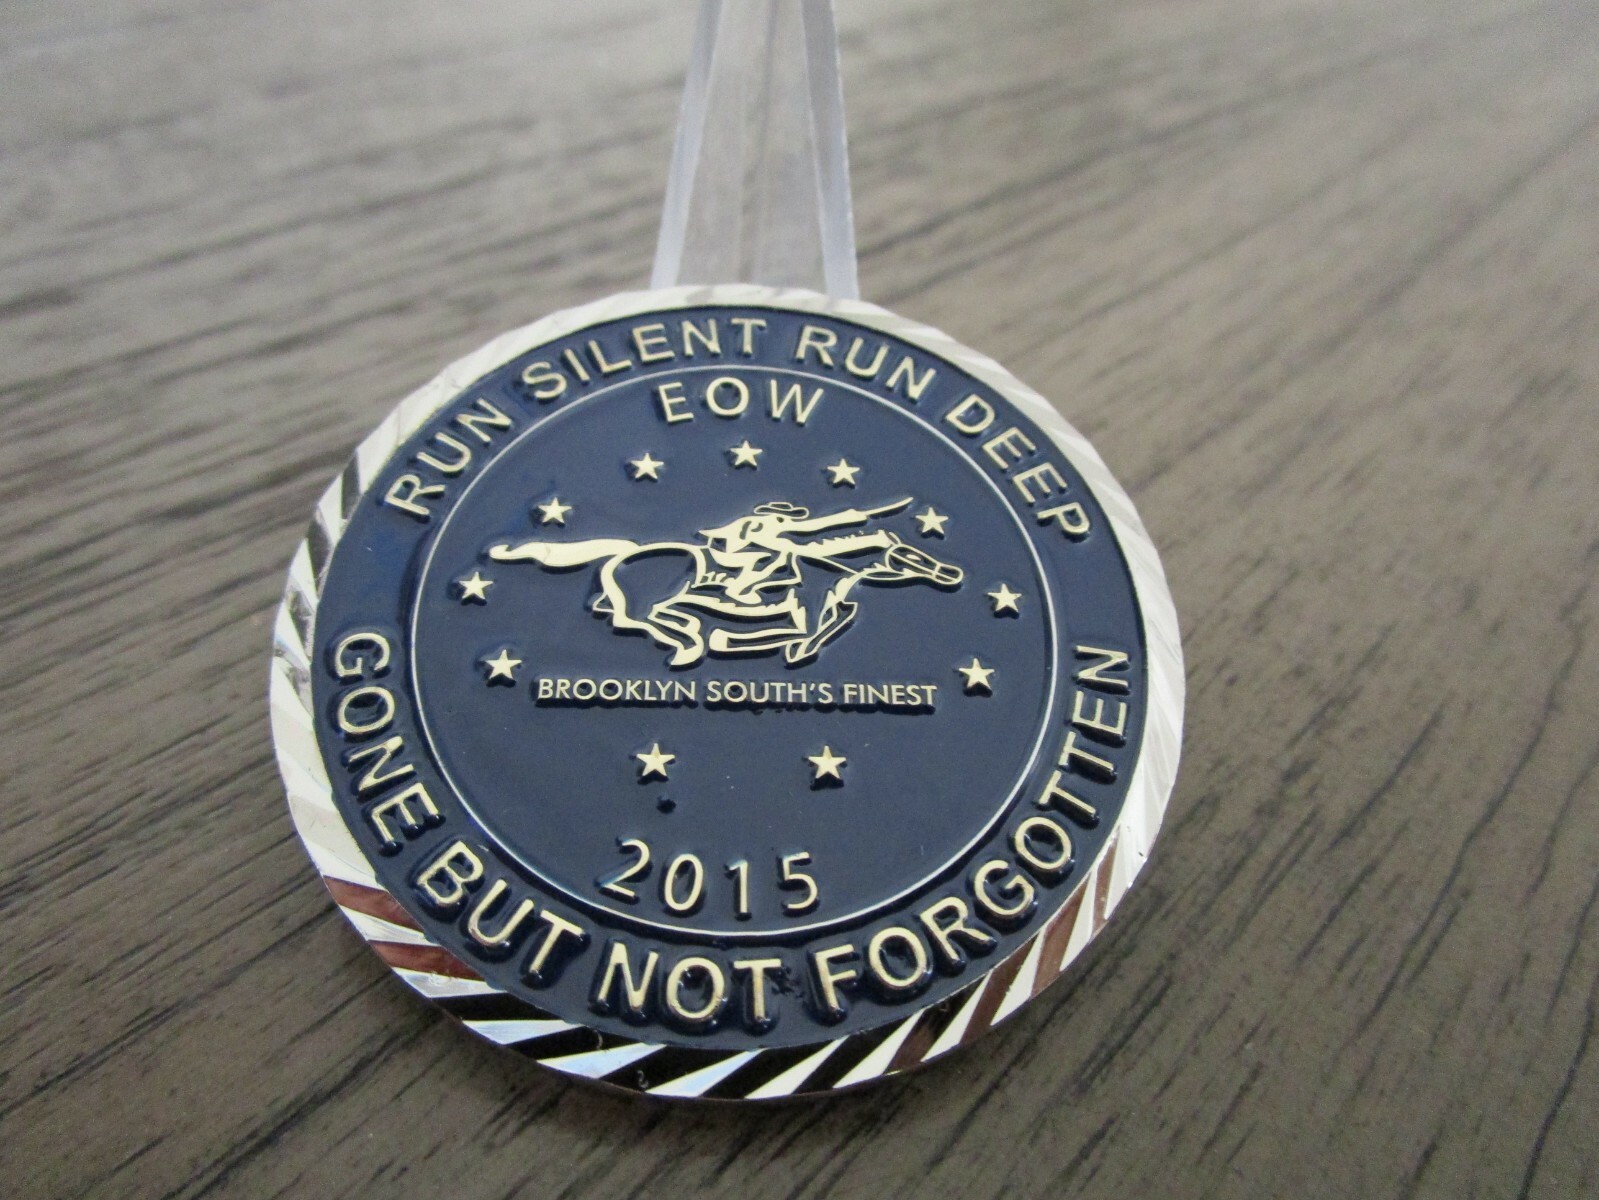 RUN SILENT RUN DEEP
EOW
BROOKLYN SOUTH'S FINEST
2015
GONE BUT NOT FORGOTTEN